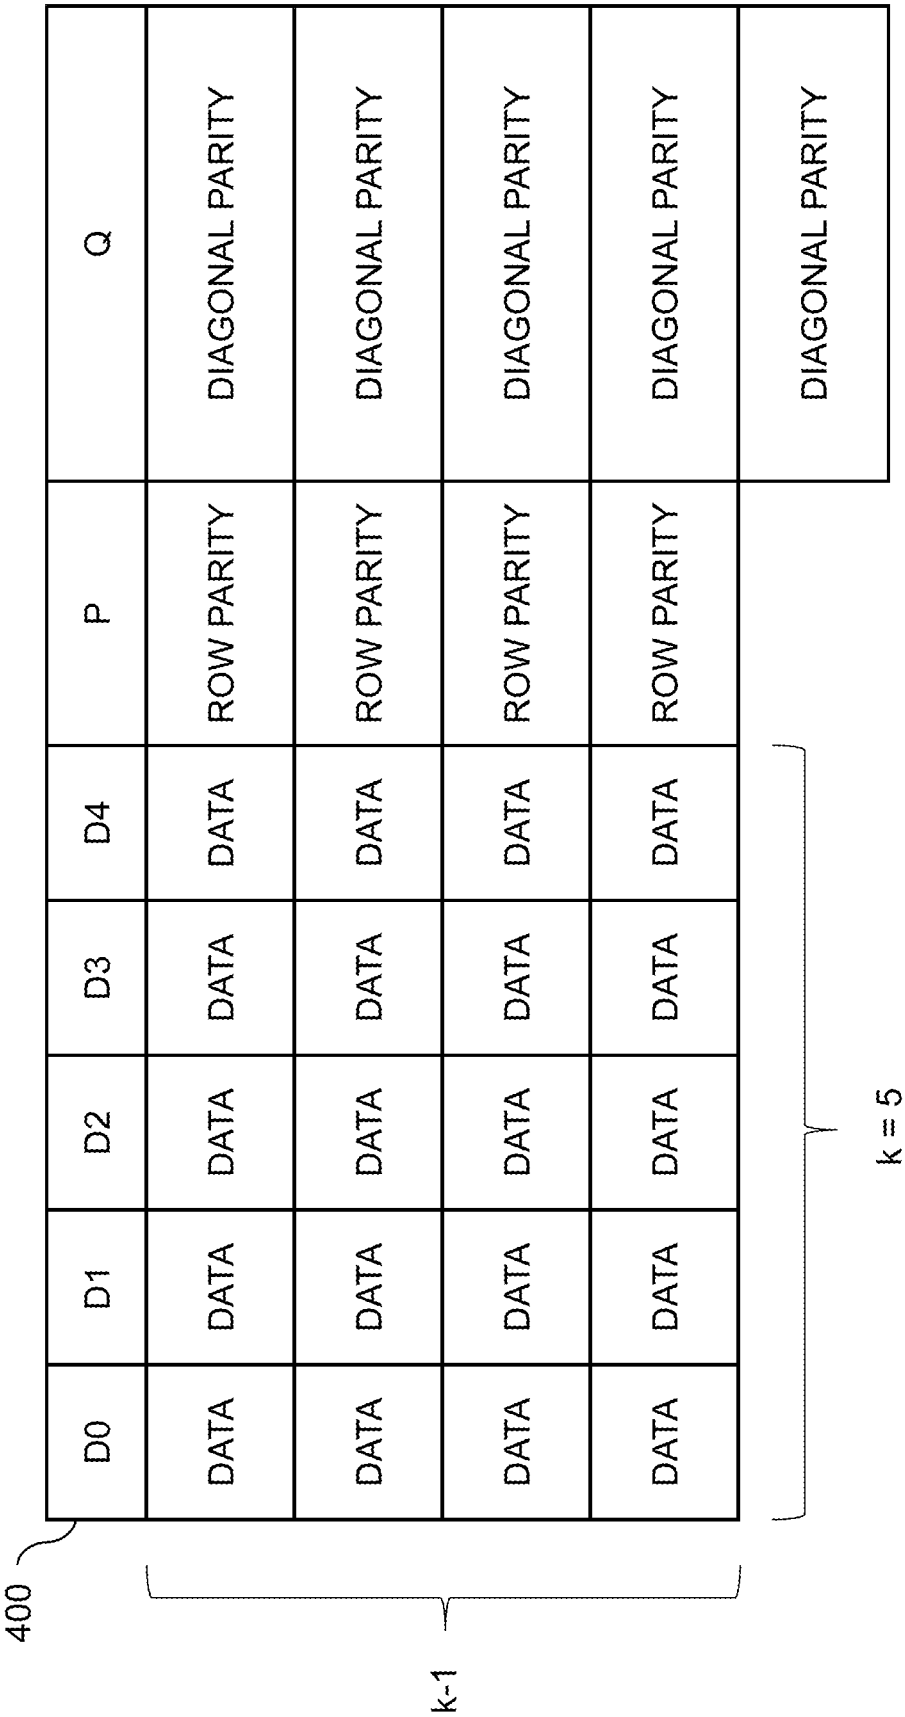 400
D0 D1 D2 D3 D4 P Q
DATA DATA DATA DATA DATA ROW PARITY DIAGONAL PARITY
DATA DATA DATA DATA DATA ROW PARITY DIAGONAL PARITY
DATA DATA DATA DATA DATA ROW PARITY DIAGONAL PARITY
DATA DATA DATA DATA DATA ROW PARITY DIAGONAL PARITY
DIAGONAL PARITY
k-1
k = 5